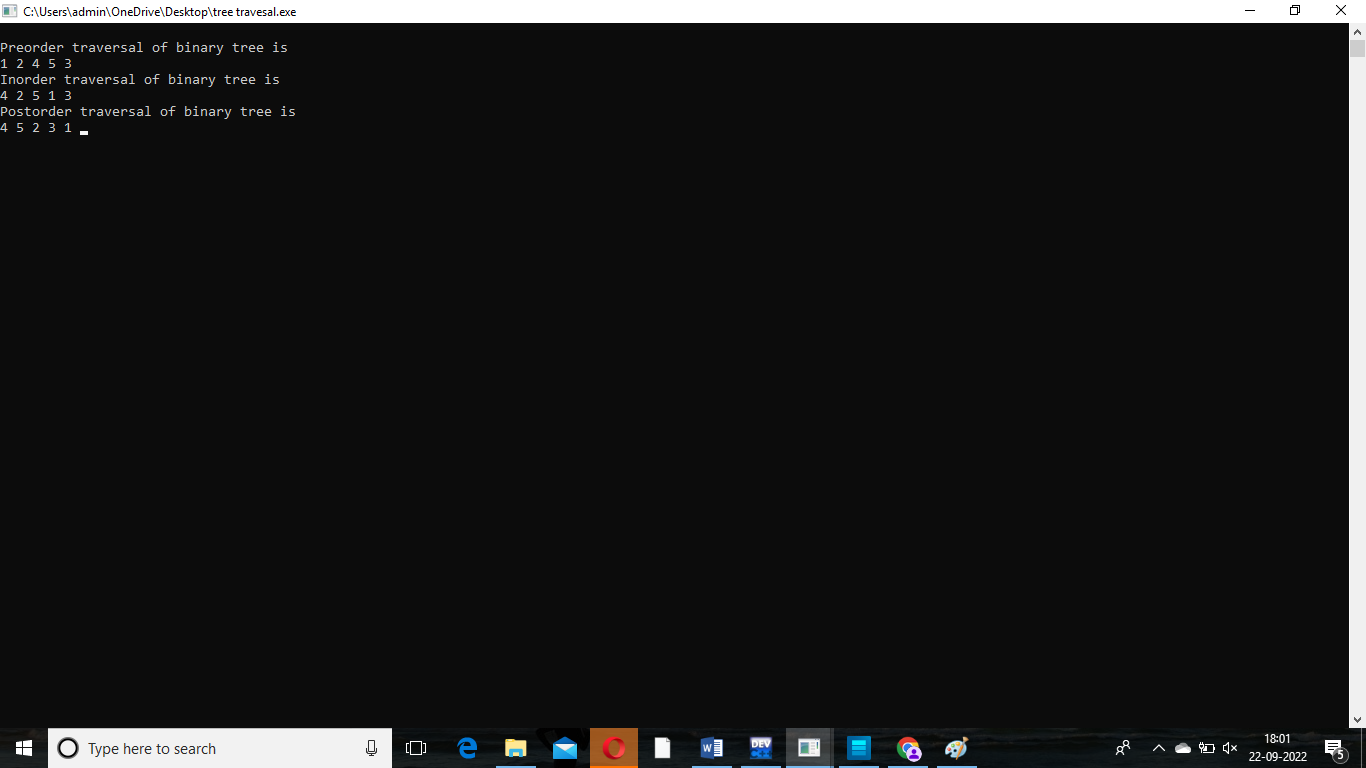 C:\Users\admin\OneDrive\Desktop\tree travesal.exe
Preorder traversal of binary tree is
1 2 4 5 3
Inorder traversal of binary tree is
4 2 5 1 3
Postorder traversal of binary tree is
4 5 2 3 1
Type here to search
W
DEV
18:01
22-09-2022
5